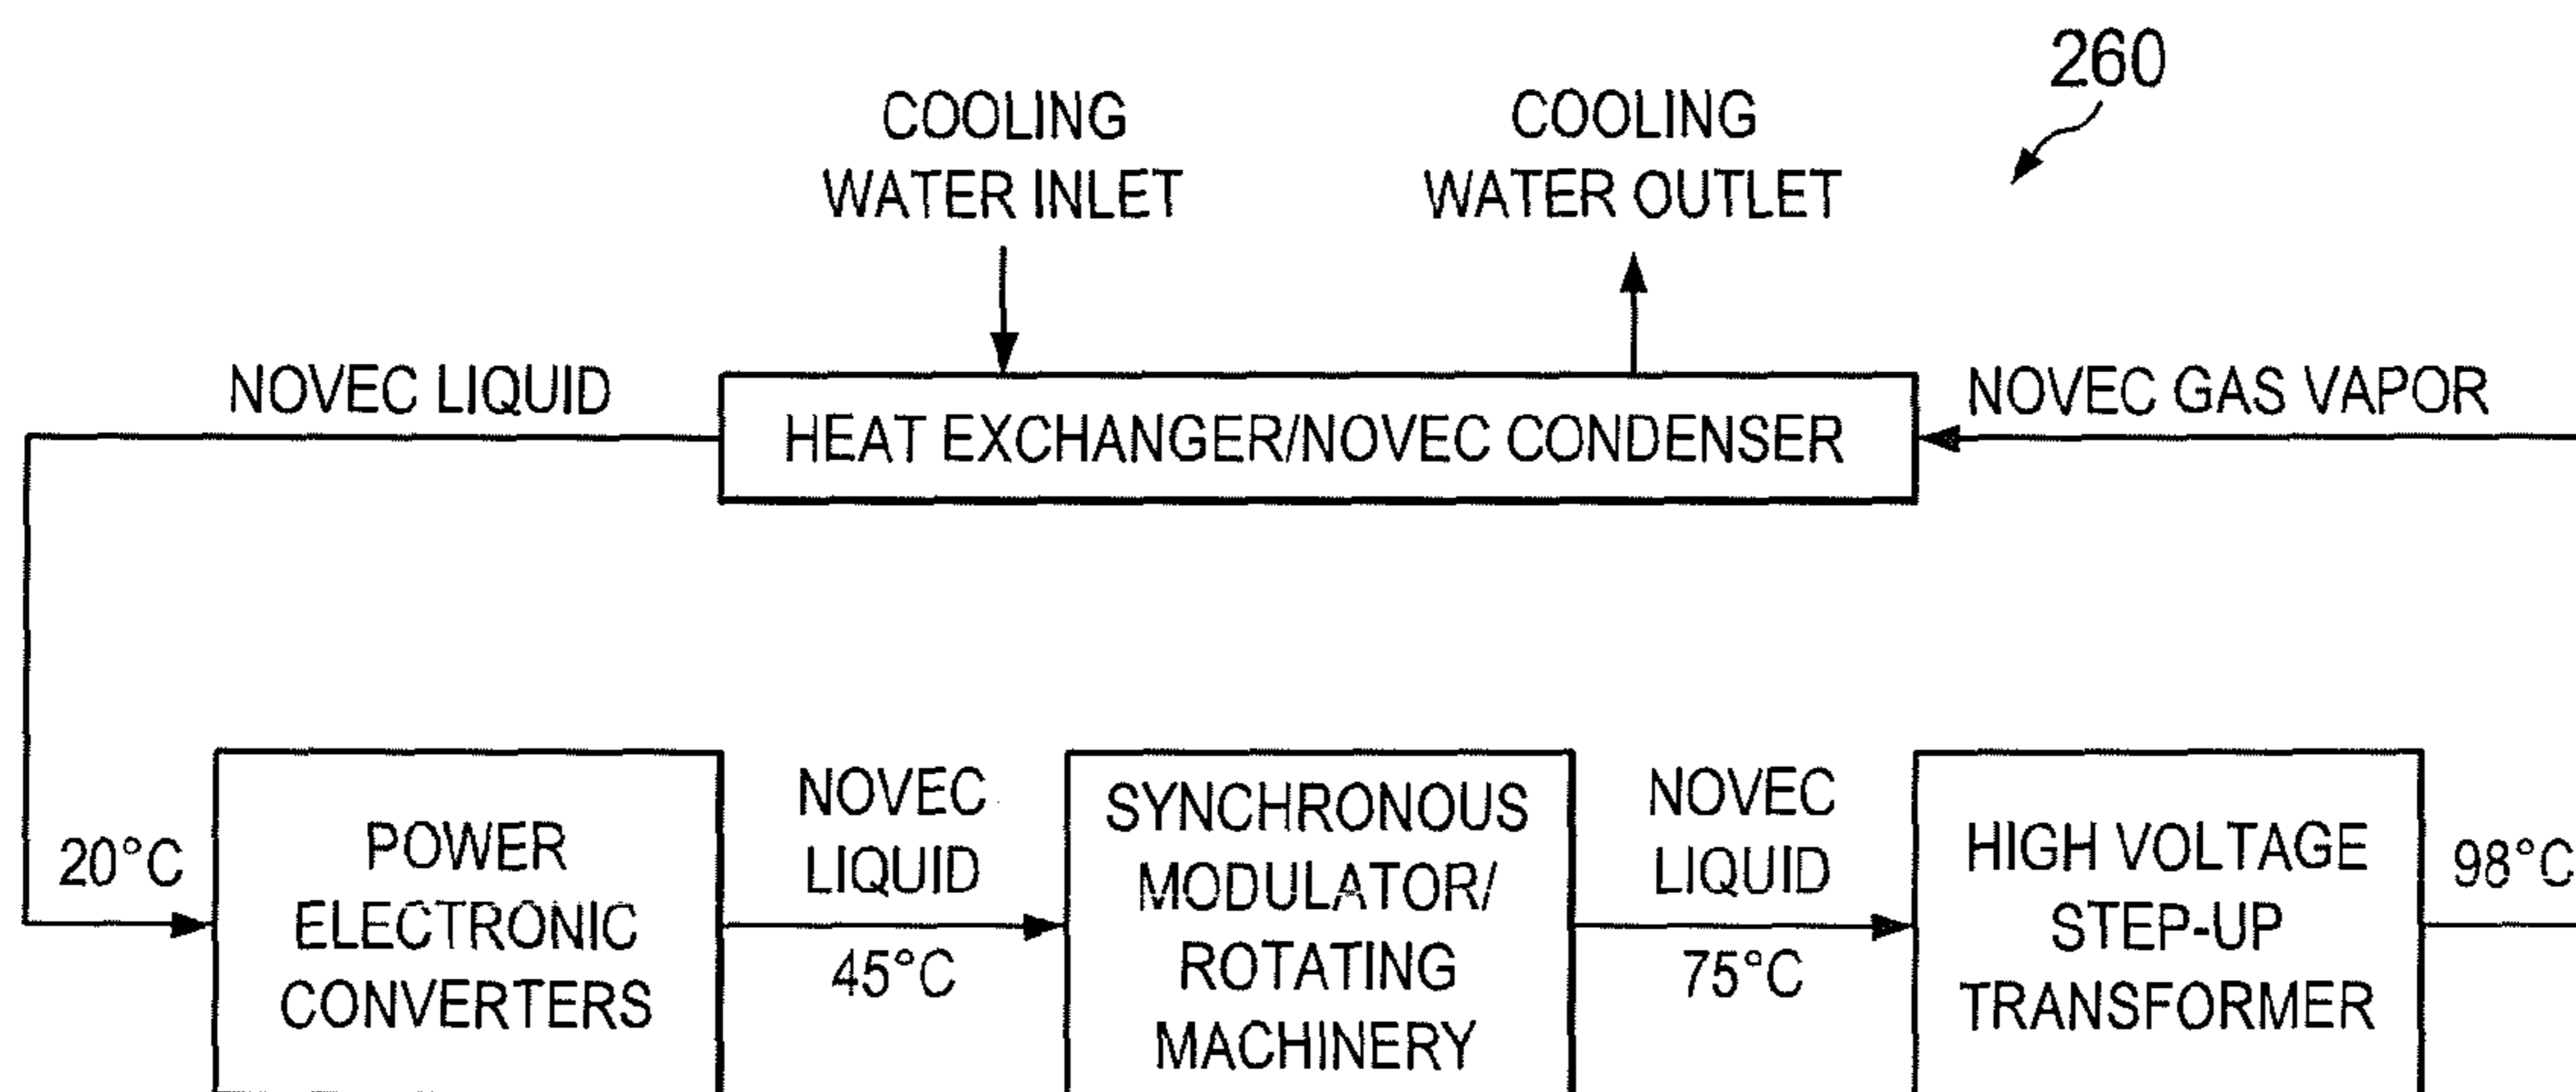 260
COOLING
WATER INLET
COOLING
WATER OUTLET
NOVEC LIQUID
HEAT EXCHANGER/NOVEC CONDENSER
NOVEC GAS VAPOR
20°C
POWER
ELECTRONIC
CONVERTERS
NOVEC
LIQUID
45°C
SYNCHRONOUS
MODULATOR/
ROTATING
MACHINERY
NOVEC
LIQUID
75°C
HIGH VOLTAGE
STEP-UP
TRANSFORMER
98°C